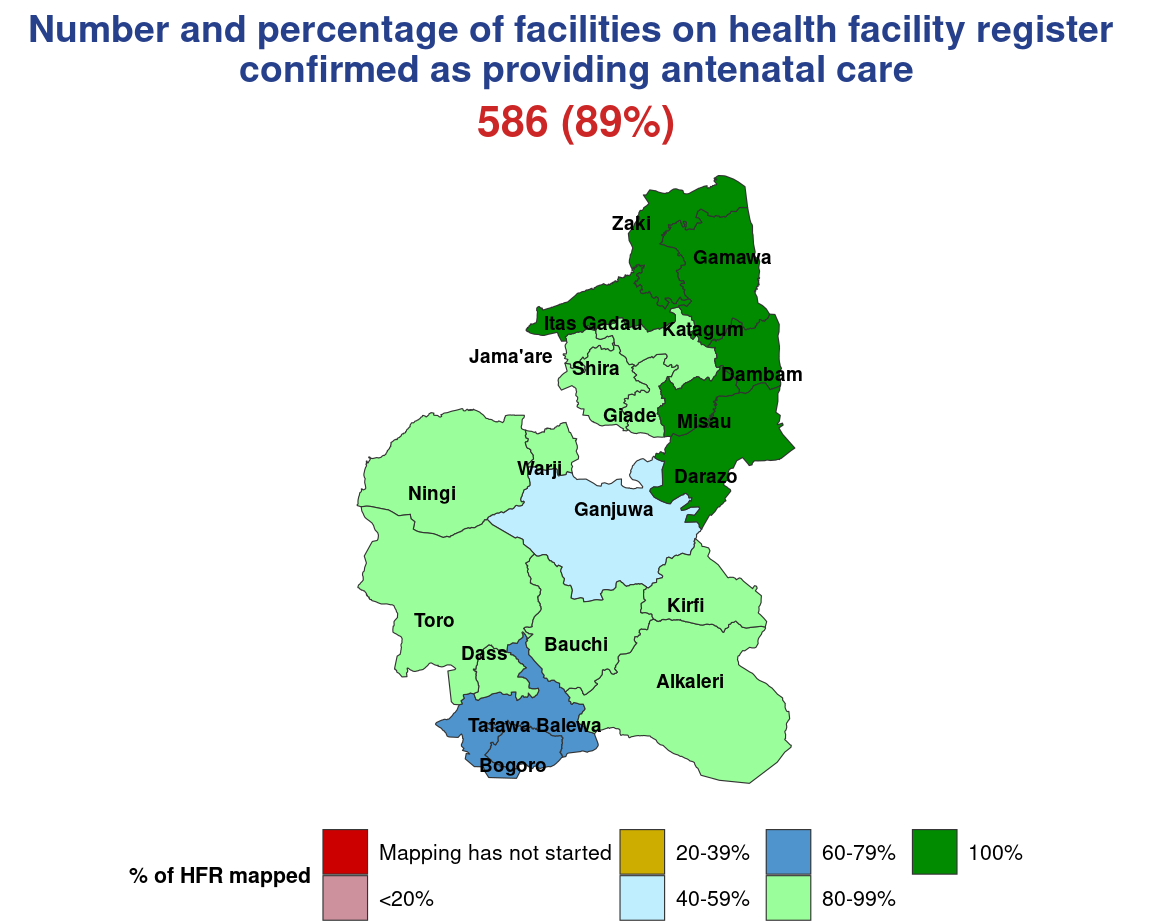 Number and percentage of facilities on health facility register
confirmed as providing antenatal care
586 (89%)
Zaki
Gamawa
Itas Gadau
Katagum
Jama'are
Shira
Dambam
Giade
Misau
Warji
Darazo
Ningi
Ganjuwa
Kirfi
Toro
Bauchi
Dass
Alkaleri
Tafawa Balewa
Bogoro
% of HFR mapped
Mapping has not started
<20%
20-39%
40-59%
60-79%
80-99%
100%